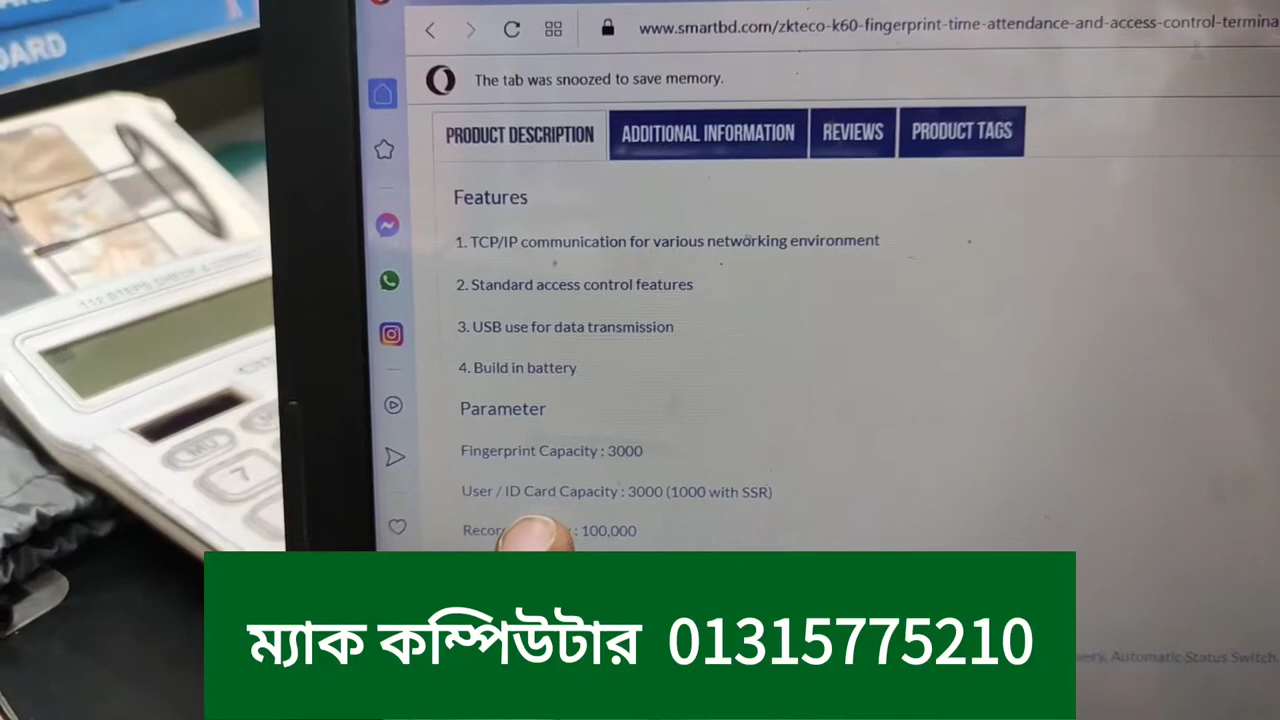 DARD
www.smartbd.com/zkteco-k60-fingerprint-time-attendance-and-access-control-termina
The tab was snoozed to save memory.
PRODUCT DESCRIPTION
ADDITIONAL INFORMATION
REVIEWS
PRODUCT TAGS
Features
1. TCP/IP communication for various networking environment
2. Standard access control features
3. USB use for data transmission
4. Build in battery
Parameter
Fingerprint Capacity : 3000
User / ID Card Capacity : 3000 (1000 with SSR)
: 100,000
Automatic Status Switch.
MU
7
ম্যাক কম্পিউটার 01315775210